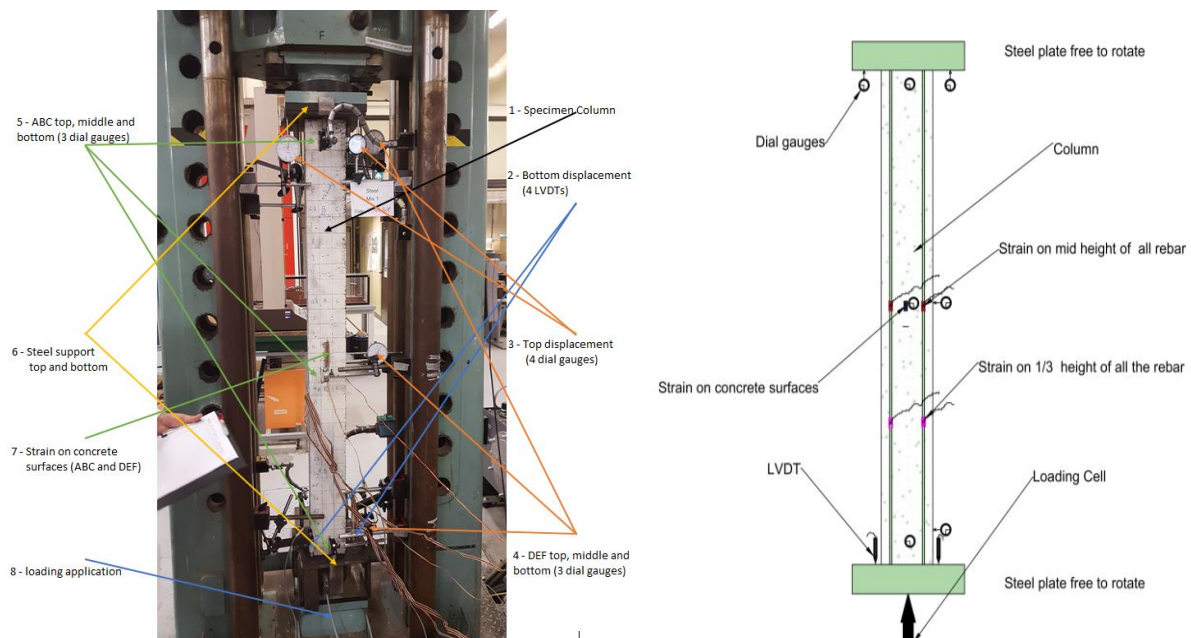 F
5 - ABC top, middle and
bottom (3 dial gauges)
1 - Specimen Column
2 - Bottom displacement
(4 LVDTs)
Steel
Mix 1
3 - Top displacement
(4 dial gauges)
6 - Steel support
top and bottom
7 - Strain on concrete
surfaces (ABC and DEF)
4 - DEF top, middle and
bottom (3 dial gauges)
8 - loading application
Steel plate free to rotate
Dial gauges
Column
Strain on mid height of all rebar
Strain on concrete surfaces
Strain on 1/3 height of all the rebar
LVDT
Loading Cell
Steel plate free to rotate